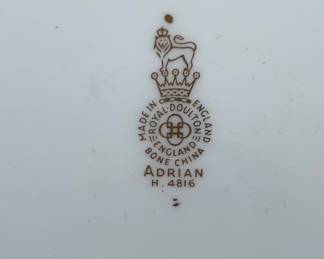 MADE IN ENGLAND
ROYAL·DOULTON
ENGLAND
BONE CHINA
ADRIAN
H. 4816